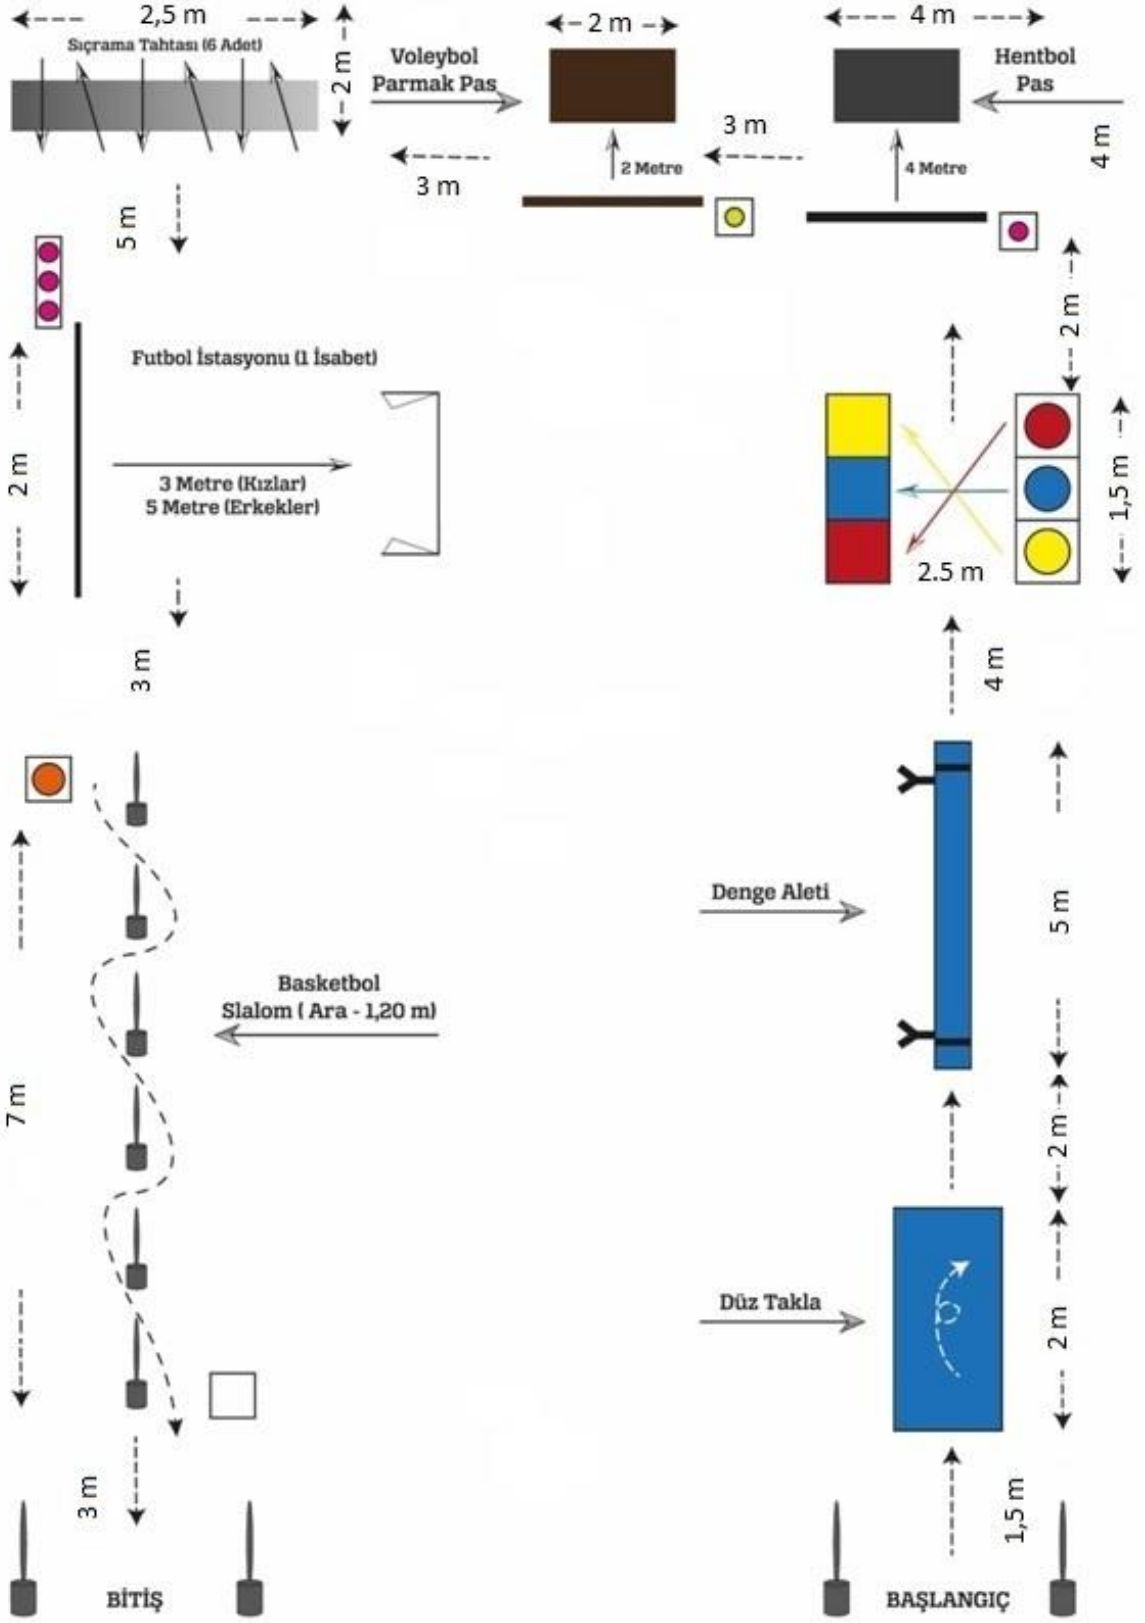 2,5 m
Sıçrama Tahtası (6 Adet)
2 m
Voleybol
Parmak Pas
2 m
4 m
Hentbol
Pas
4 m
3 m
3 m
2 Metre
4 Metre
5 m
2 m
Futbol İstasyonu (1 İsabet)
2 m
3 Metre (Kızlar)
5 Metre (Erkekler)
1,5 m
2.5 m
3 m
4 m
Denge Aleti
5 m
Basketbol
Slalom ( Ara - 1,20 m)
7 m
2 m
Düz Takla
2 m
3 m
1,5 m
BİTİŞ
BAŞLANGIÇ